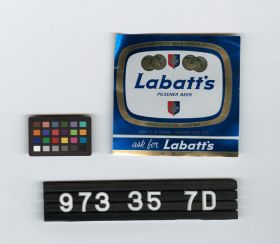 Labatt's
PILSENER BEER
ask for Labatt's
973 35 7D